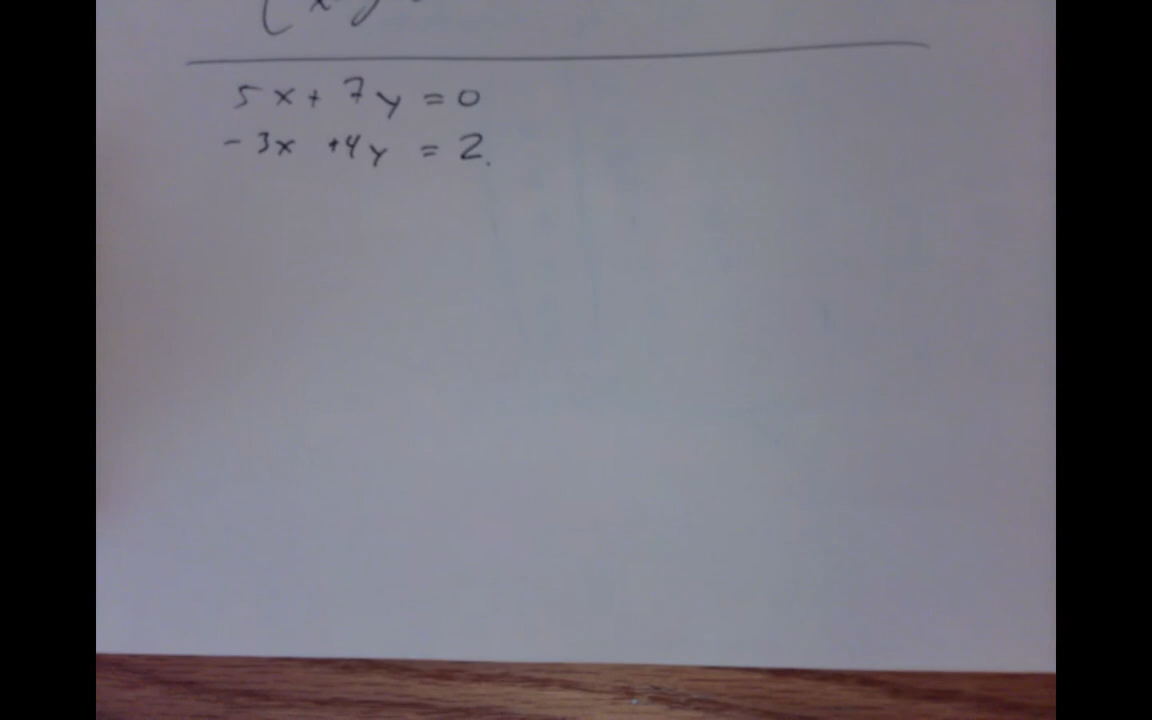 5x + 7y = 0
-3x +4y = 2.